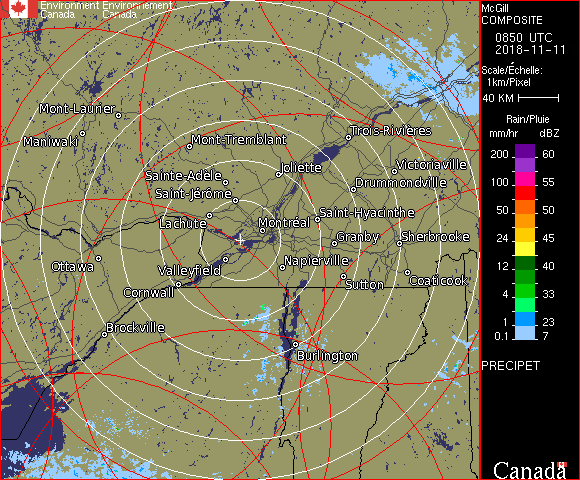 Environment Environnement
Canada Canada
McGill
COMPOSITE
0850 UTC
2018-11-11
Scale/Échelle:
1km/Pixel
40 KM
Rain/Pluie
mm/hr dBZ
200 60
100 55
50 50
24 45
12 40
4 33
1 23
0.1 7
PRECIPET
Canada
Mont-Laurier
Maniwaki
Mont-Tremblant
Trois-Rivières
Sainte-Adèle
Joliette
Victoriaville
Saint-Jérôme
Drummondville
Lachute
Montréal
Saint-Hyacinthe
Granby
Sherbrooke
Ottawa
Valleyfield
Napierville
Cornwall
Sutton
Coaticook
Brockville
Burlington